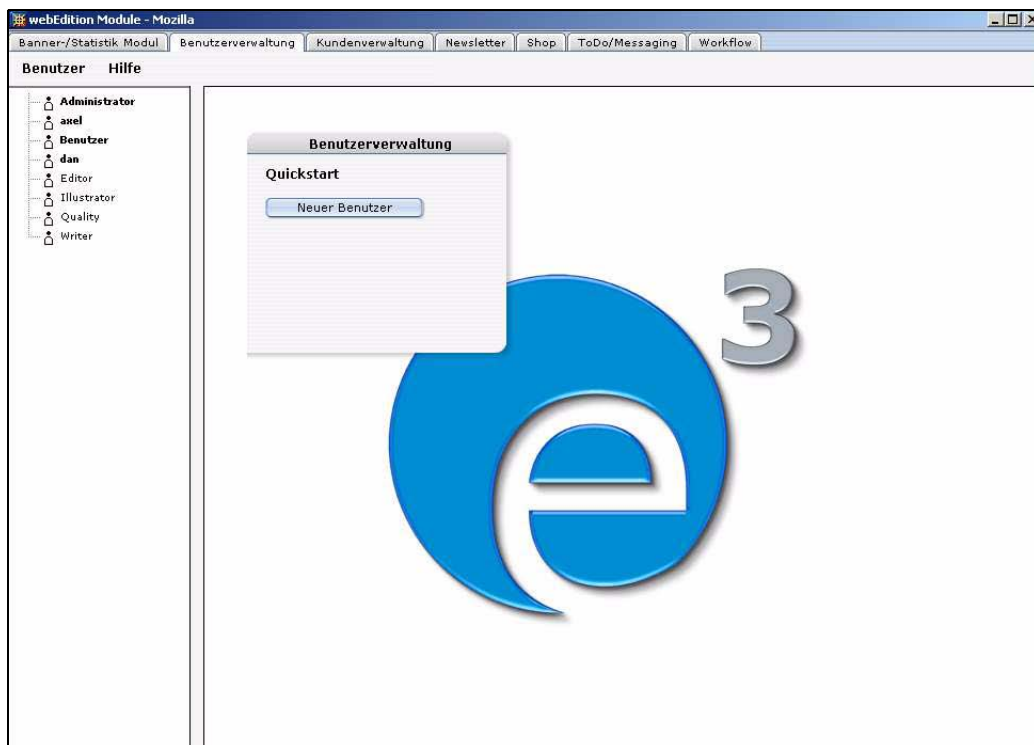 webEdition Module - Mozilla
Banner-/Statistik Modul Benutzerverwaltung Kundenverwaltung Newsletter Shop ToDo/Messaging Workflow
Benutzer Hilfe
Administrator
axel
Benutzer
dan
Editor
Illustrator
Quality
Writer
Benutzerverwaltung
Quickstart
Neuer Benutzer
e
3